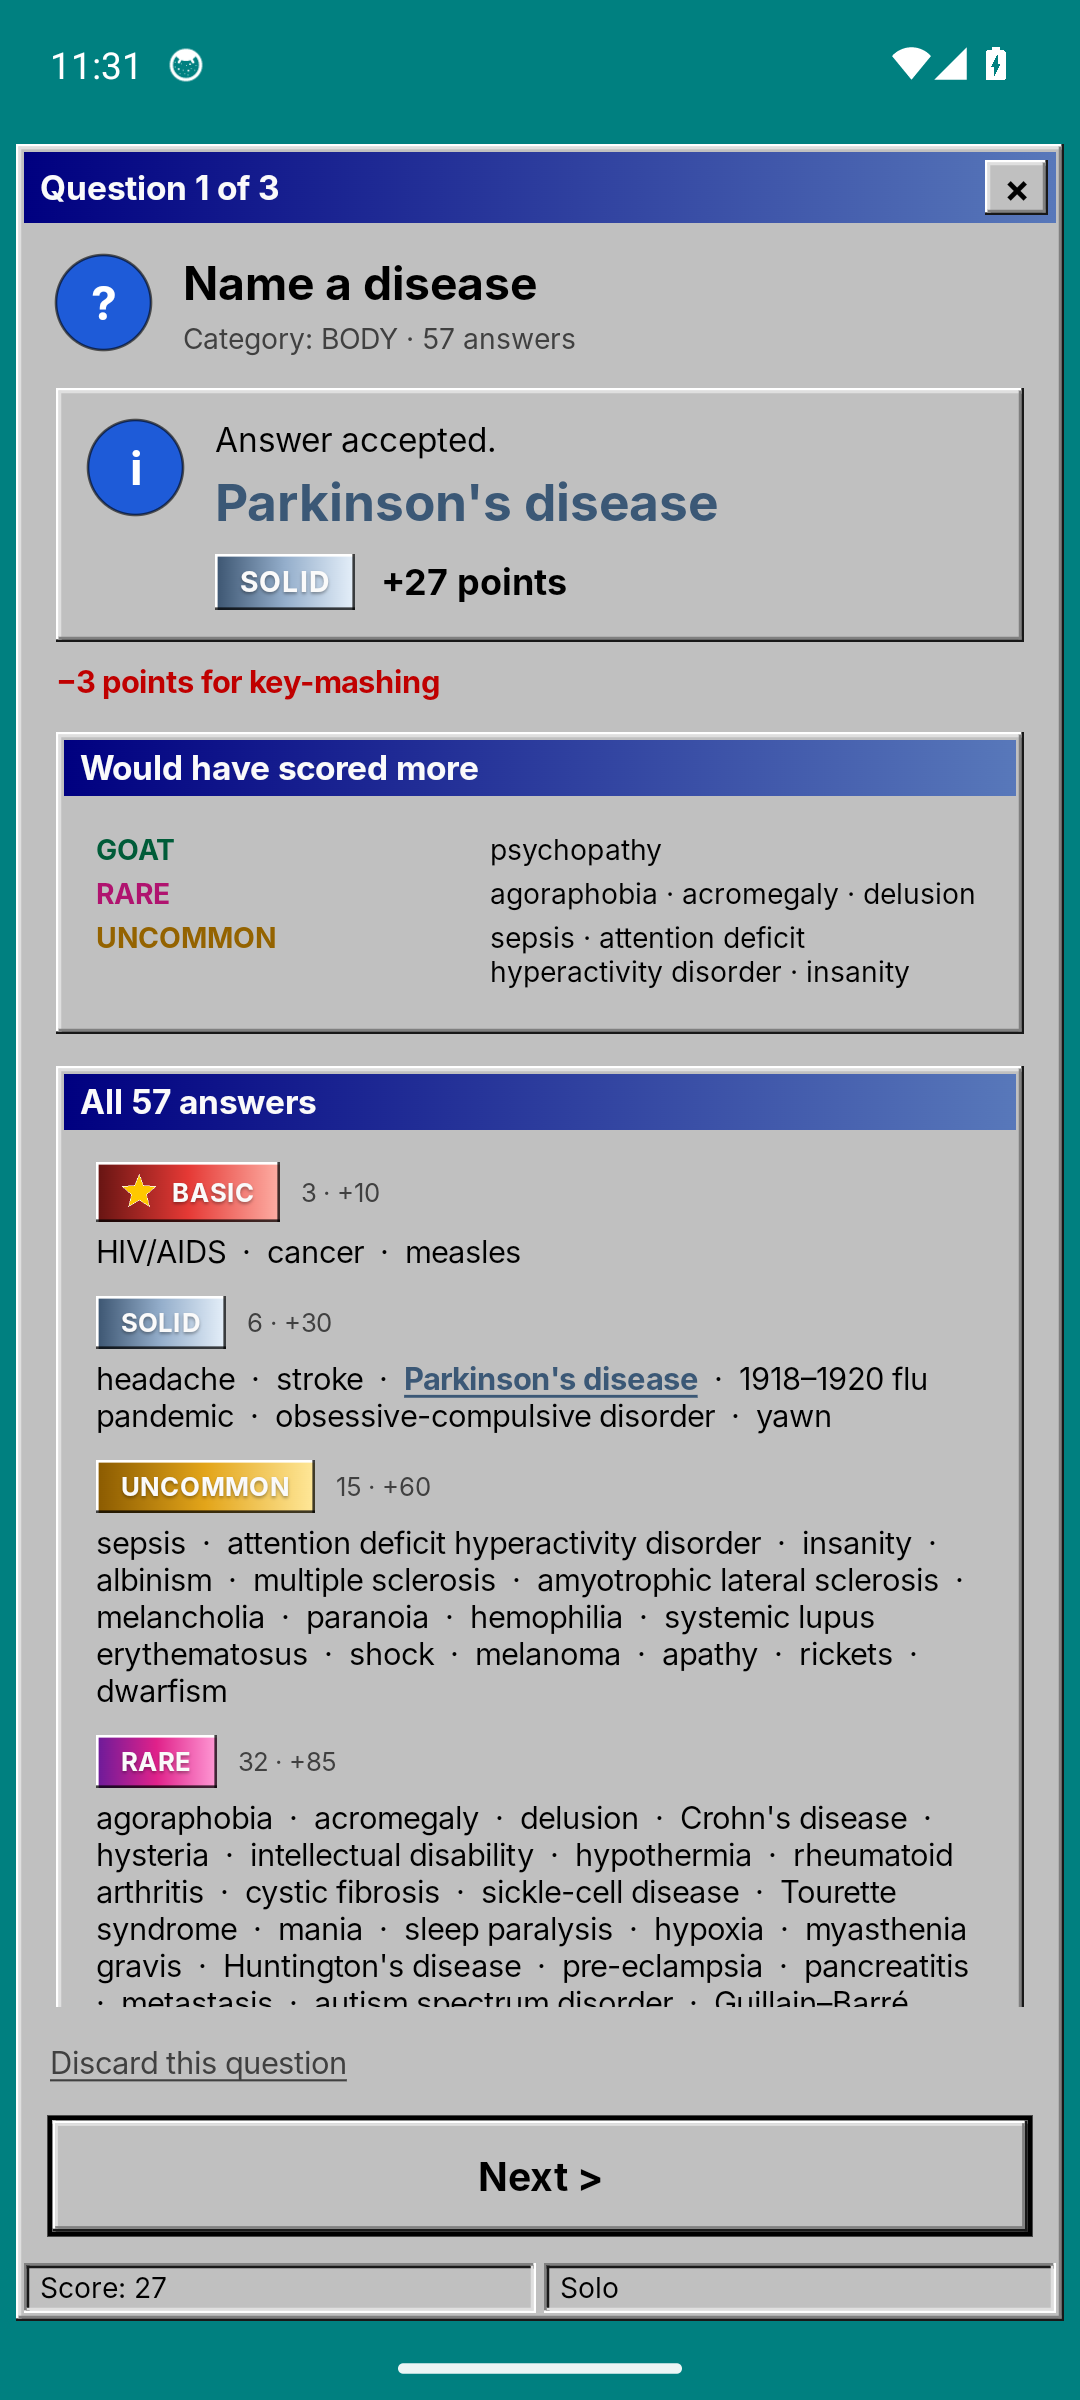 11:31
Question 1 of 3
×
?
Name a disease
Category: BODY · 57 answers
i
Answer accepted.
Parkinson's disease
SOLID +27 points
−3 points for key-mashing
Would have scored more
GOAT psychopathy
RARE agoraphobia · acromegaly · delusion
UNCOMMON sepsis · attention deficit
hyperactivity disorder · insanity
All 57 answers
BASIC 3 · +10
HIV/AIDS · cancer · measles
SOLID 6 · +30
headache · stroke · Parkinson's disease · 1918–1920 flu
pandemic · obsessive-compulsive disorder · yawn
UNCOMMON 15 · +60
sepsis · attention deficit hyperactivity disorder · insanity ·
albinism · multiple sclerosis · amyotrophic lateral sclerosis ·
melancholia · paranoia · hemophilia · systemic lupus
erythematosus · shock · melanoma · apathy · rickets ·
dwarfism
RARE 32 · +85
agoraphobia · acromegaly · delusion · Crohn's disease ·
hysteria · intellectual disability · hypothermia · rheumatoid
arthritis · cystic fibrosis · sickle-cell disease · Tourette
syndrome · mania · sleep paralysis · hypoxia · myasthenia
gravis · Huntington's disease · pre-eclampsia · pancreatitis
· metastasis · autism spectrum disorder · Guillain–Barré
Discard this question
Next >
Score: 27
Solo